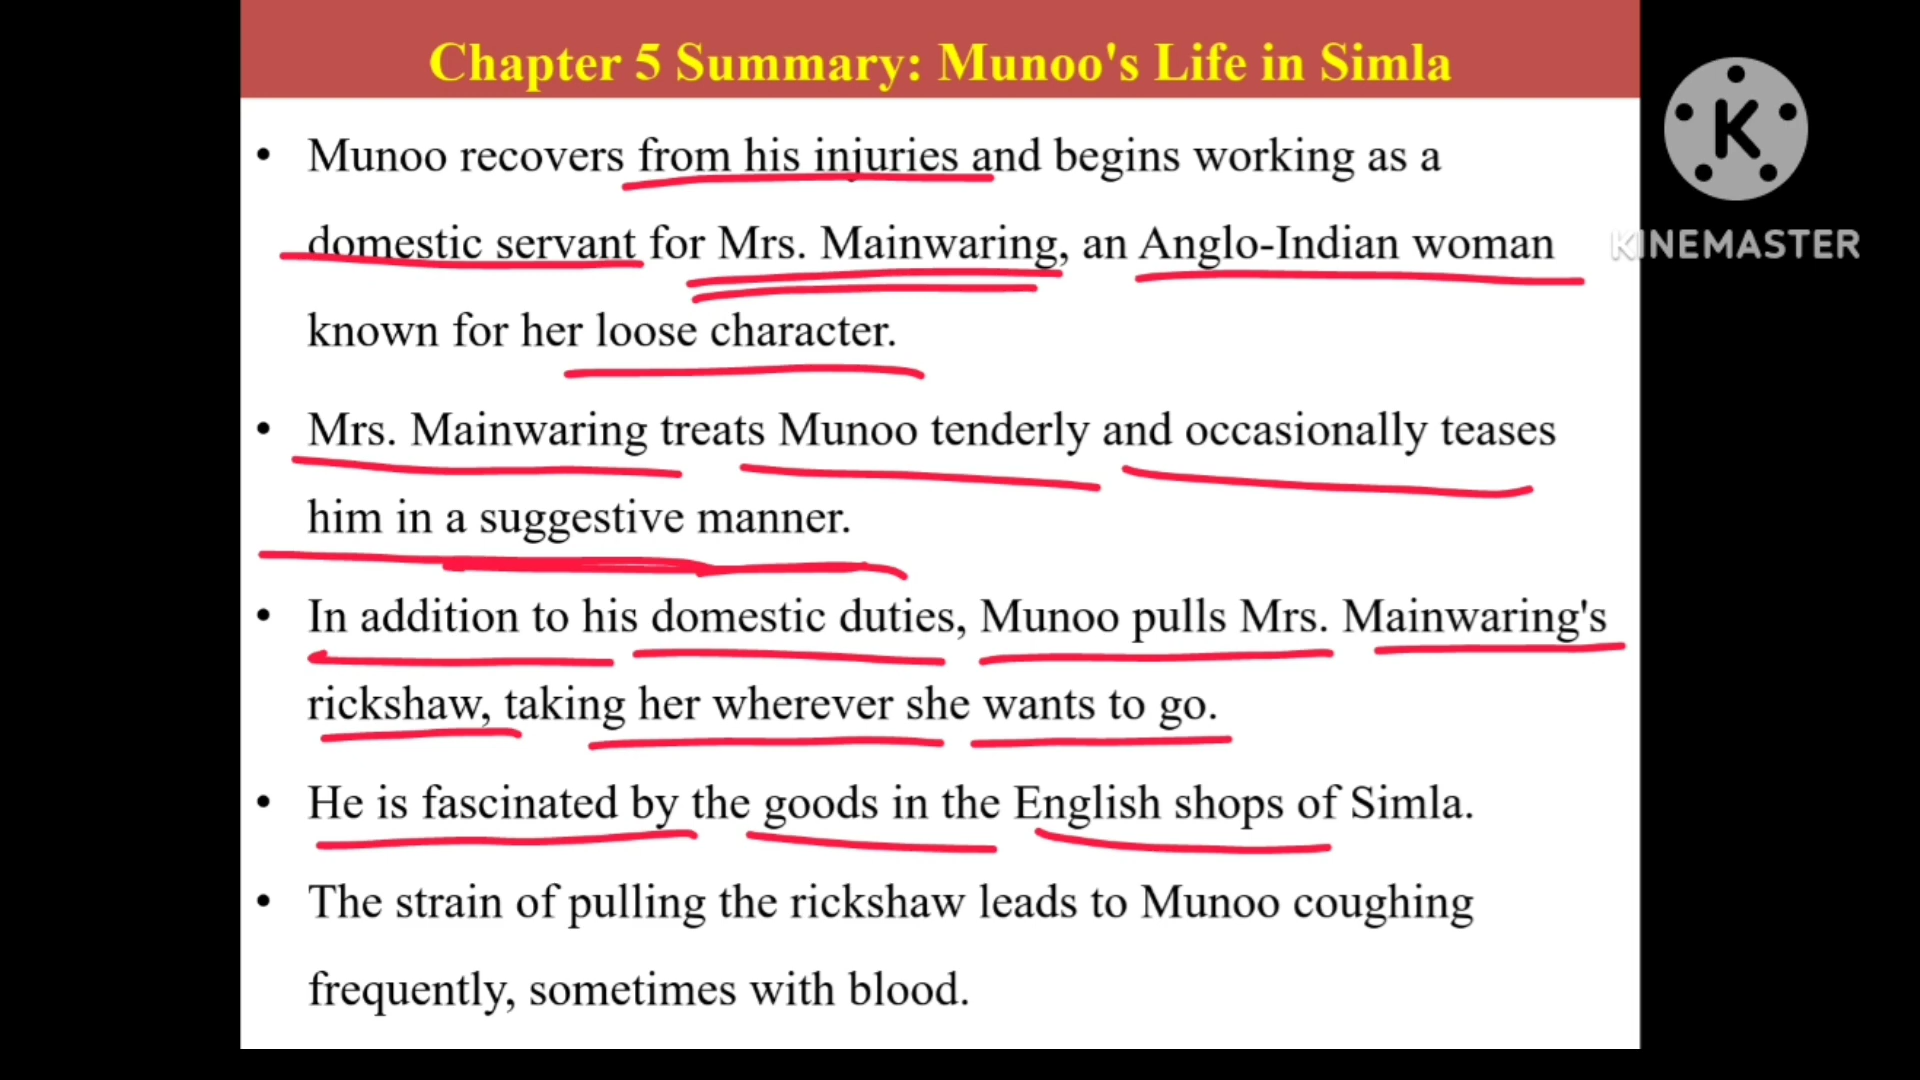 Chapter 5 Summary: Munoo's Life in Simla
• Munoo recovers from his injuries and begins working as a
domestic servant for Mrs. Mainwaring, an Anglo-Indian woman
known for her loose character.
• Mrs. Mainwaring treats Munoo tenderly and occasionally teases
him in a suggestive manner.
• In addition to his domestic duties, Munoo pulls Mrs. Mainwaring's
rickshaw, taking her wherever she wants to go.
• He is fascinated by the goods in the English shops of Simla.
• The strain of pulling the rickshaw leads to Munoo coughing
frequently, sometimes with blood.
K
KINEMASTER